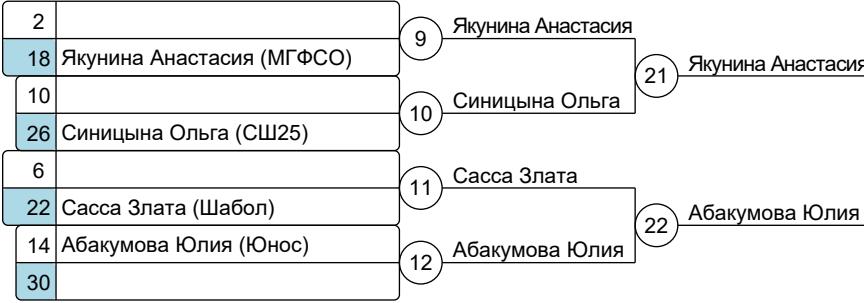 2
9
Якунина Анастасия
18 Якунина Анастасия (МГФСО)
21
Якунина Анастасия
10
10
Синицына Ольга
26 Синицына Ольга (СШ25)
6
11
Сасса Злата
22 Сасса Злата (Шабол)
22
Абакумова Юлия
14 Абакумова Юлия (Юнос)
12
Абакумова Юлия
30